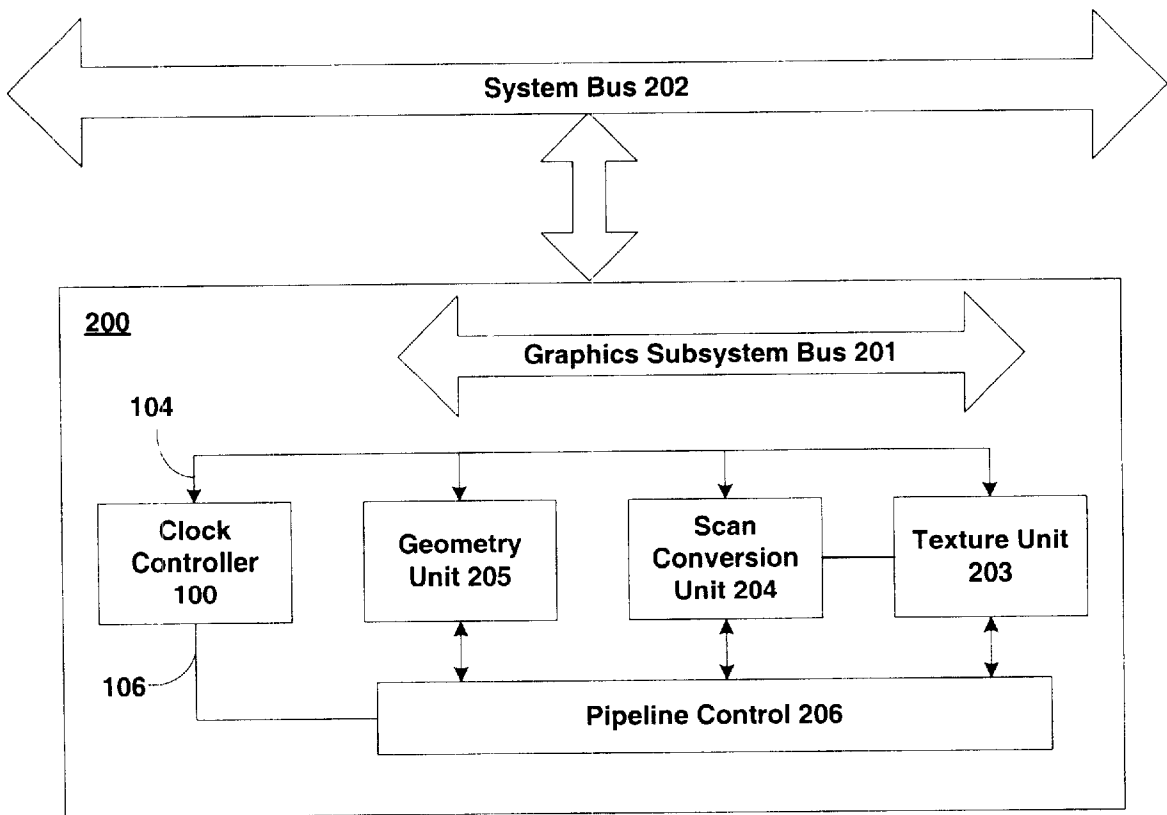 System Bus 202
200
Graphics Subsystem Bus 201
104
Clock
Controller
100
Geometry
Unit 205
Scan
Conversion
Unit 204
Texture Unit
203
106
Pipeline Control 206